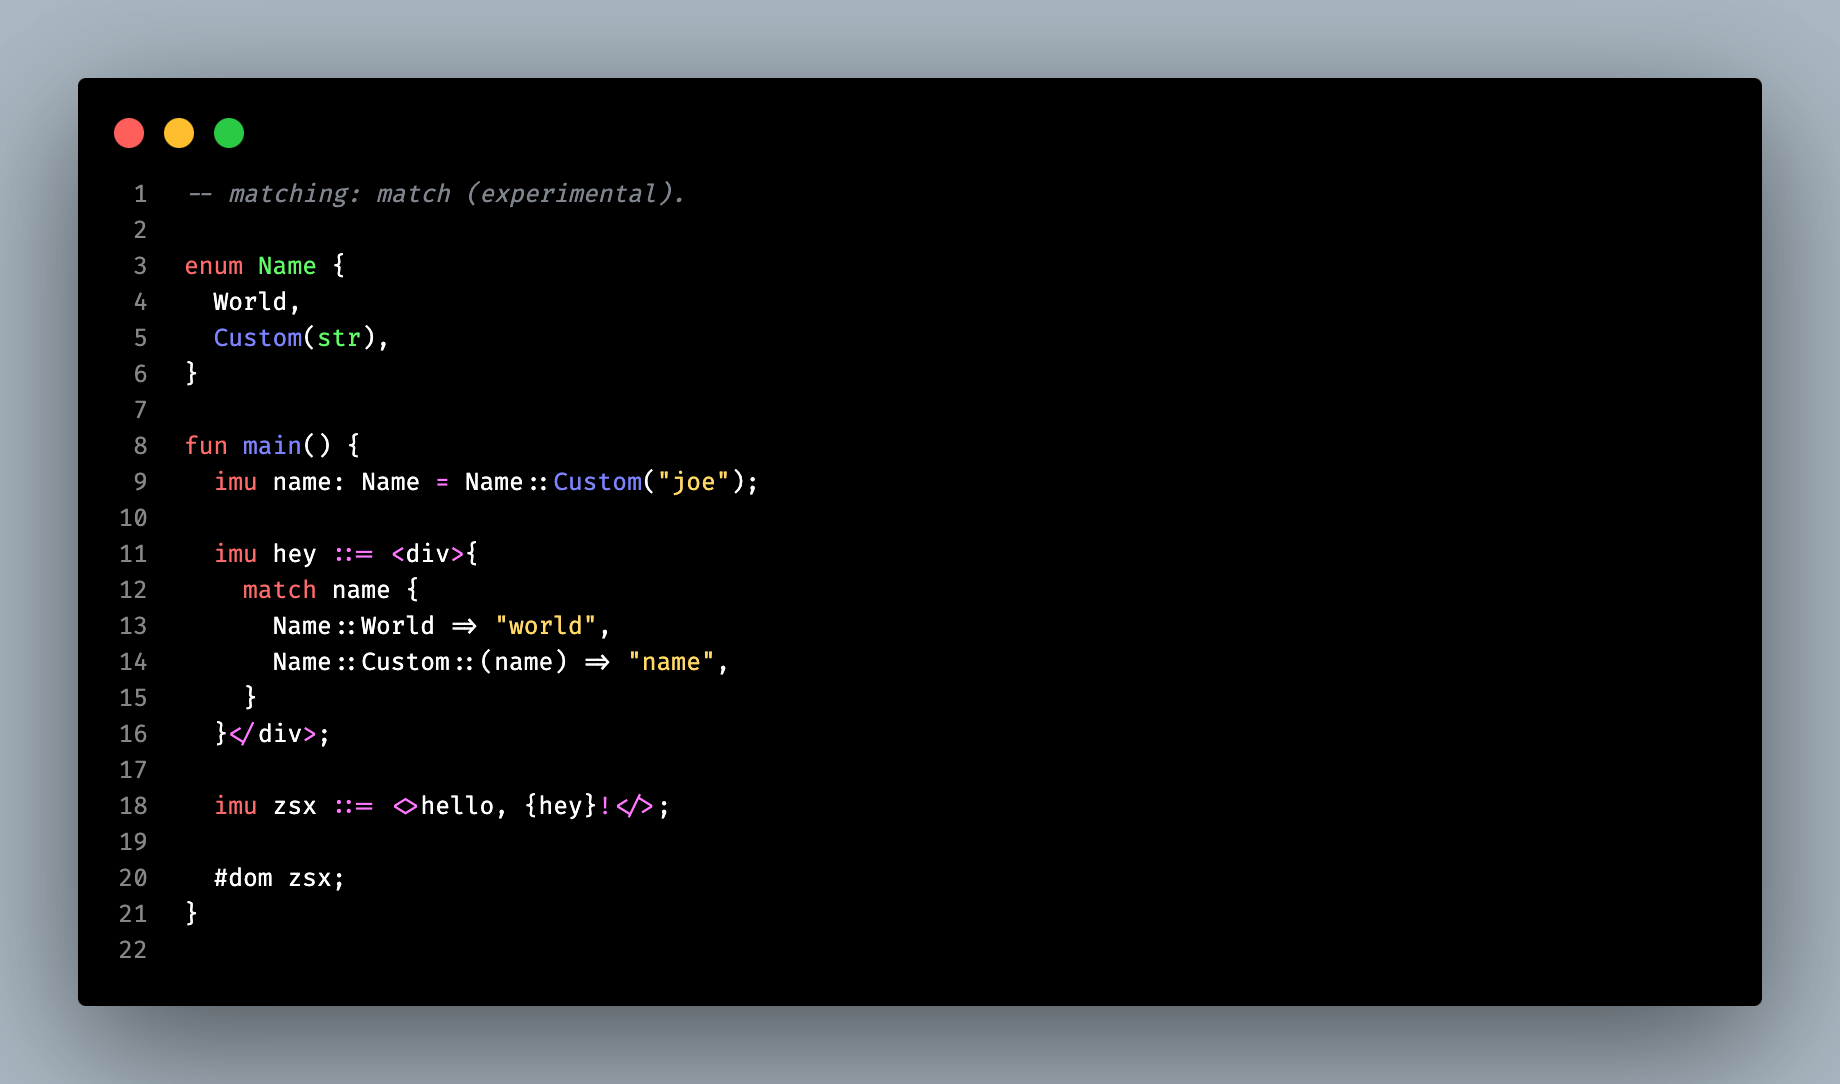 1 -- matching: match (experimental).
2
3 enum Name {
4   World,
5   Custom(str),
6 }
7
8 fun main() {
9   imu name: Name = Name::Custom("joe");
10
11   imu hey ::= <div>{
12     match name {
13       Name::World => "world",
14       Name::Custom::(name) => "name",
15     }
16   }</div>;
17
18   imu zsx ::= <>hello, {hey}!</>;
19
20   #dom zsx;
21 }
22